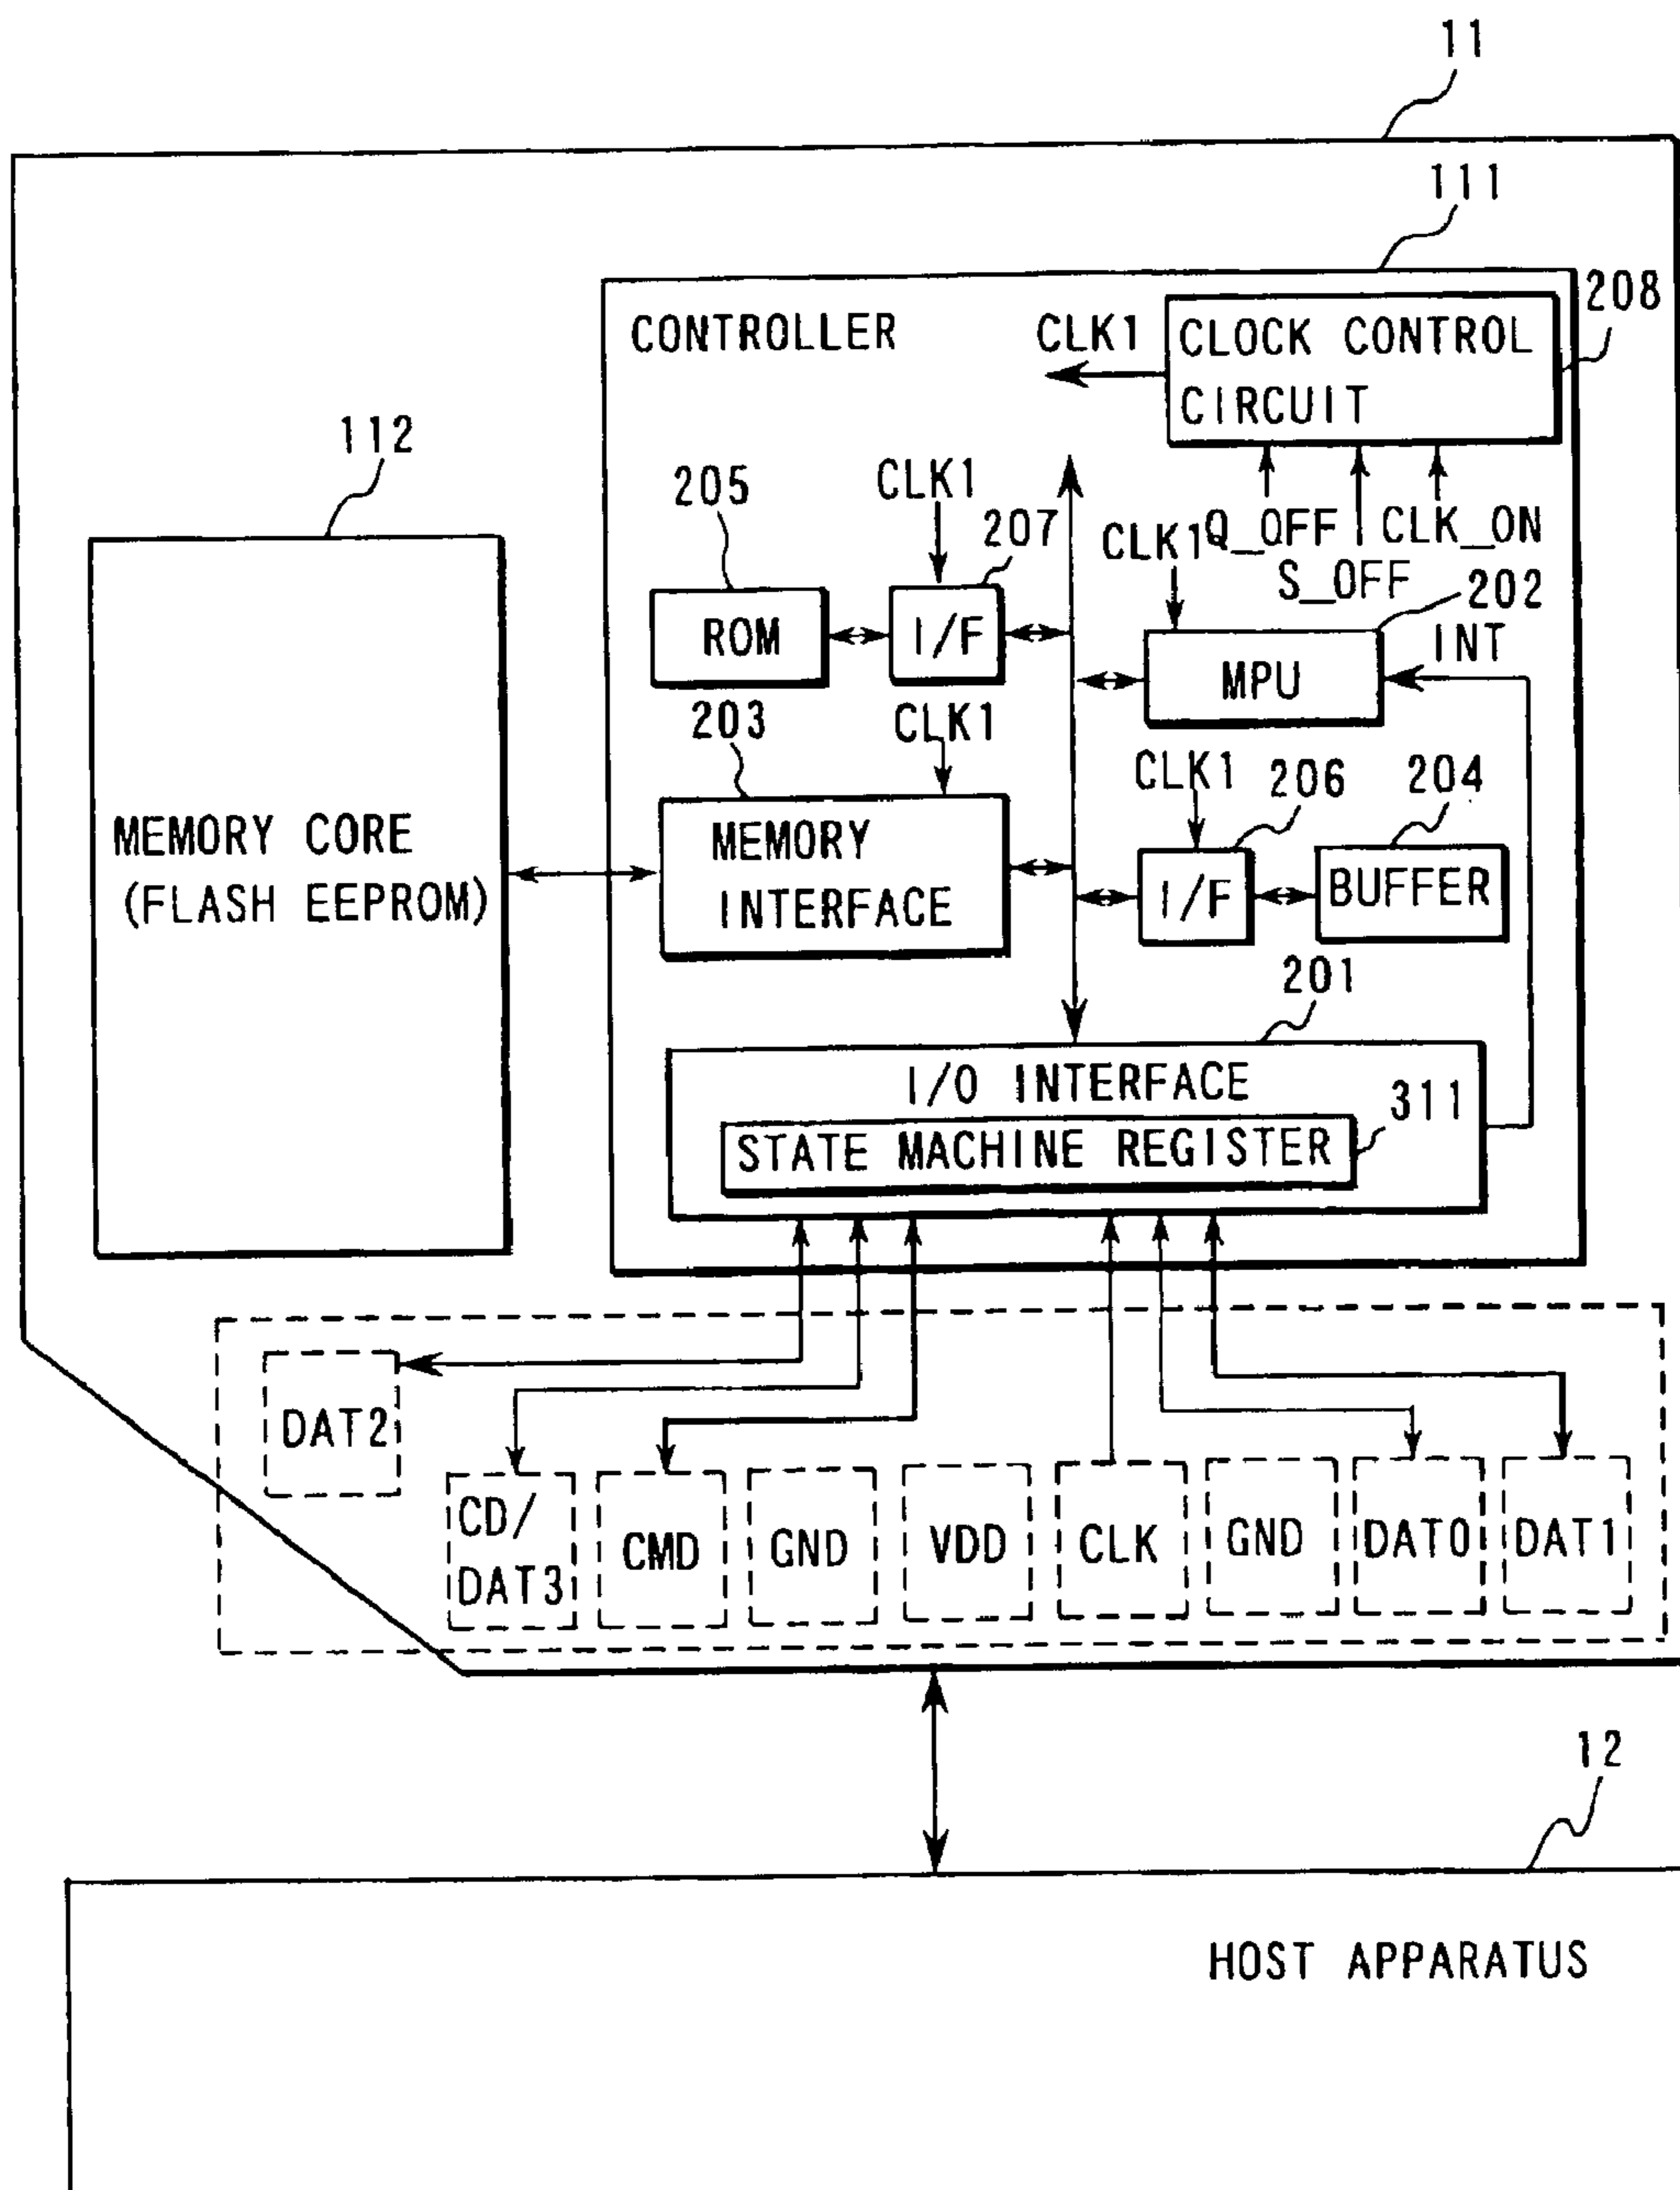 11
111
208
CONTROLLER
CLK1
CLOCK CONTROL
CIRCUIT
112
205
CLK1
207
CLK1
Q_OFF
CLK_ON
S_OFF
202
ROM
I/F
MPU
INT
203
CLK1
CLK1
206
204
MEMORY CORE
(FLASH EEPROM)
MEMORY
INTERFACE
I/F
BUFFER
201
I/O INTERFACE
311
STATE MACHINE REGISTER
DAT2
CD/
DAT3
CMD
GND
VDD
CLK
GND
DAT0
DAT1
12
HOST APPARATUS